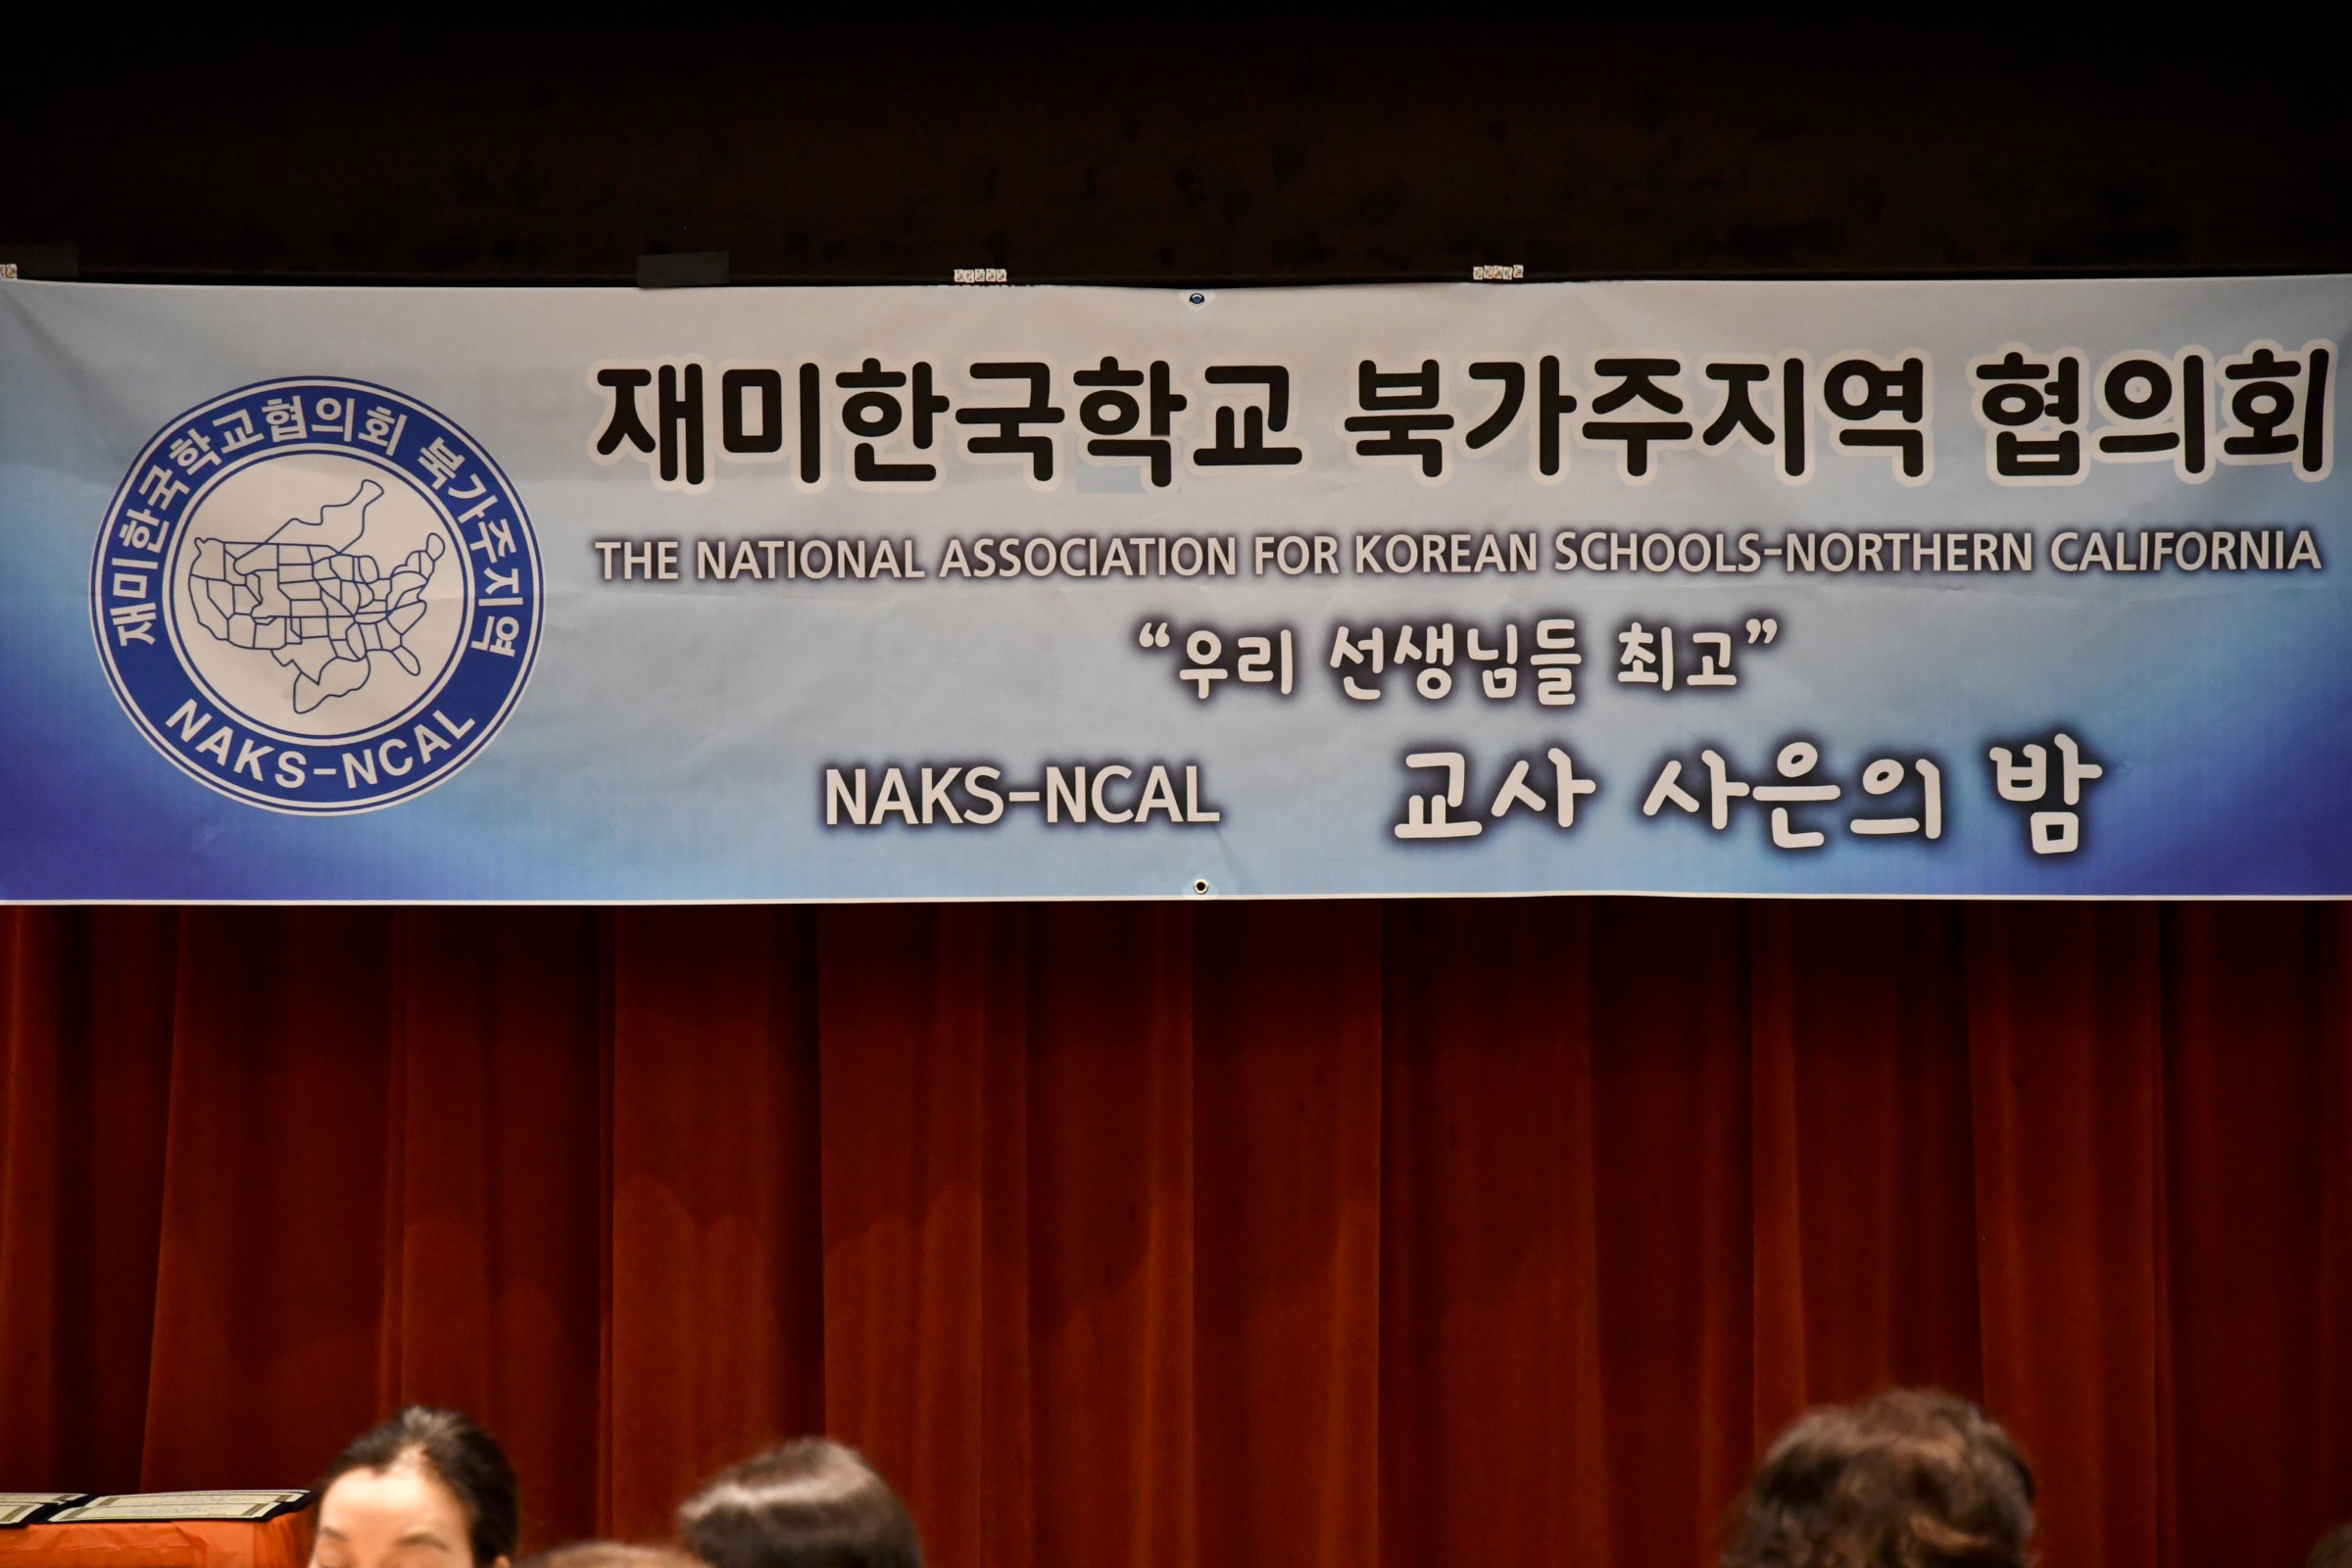 재미한국학교협의회 북가주지역
NAKS-NCAL
재미한국학교 북가주지역 협의회
THE NATIONAL ASSOCIATION FOR KOREAN SCHOOLS-NORTHERN CALIFORNIA
“우리 선생님들 최고”
NAKS-NCAL 교사 사은의 밤